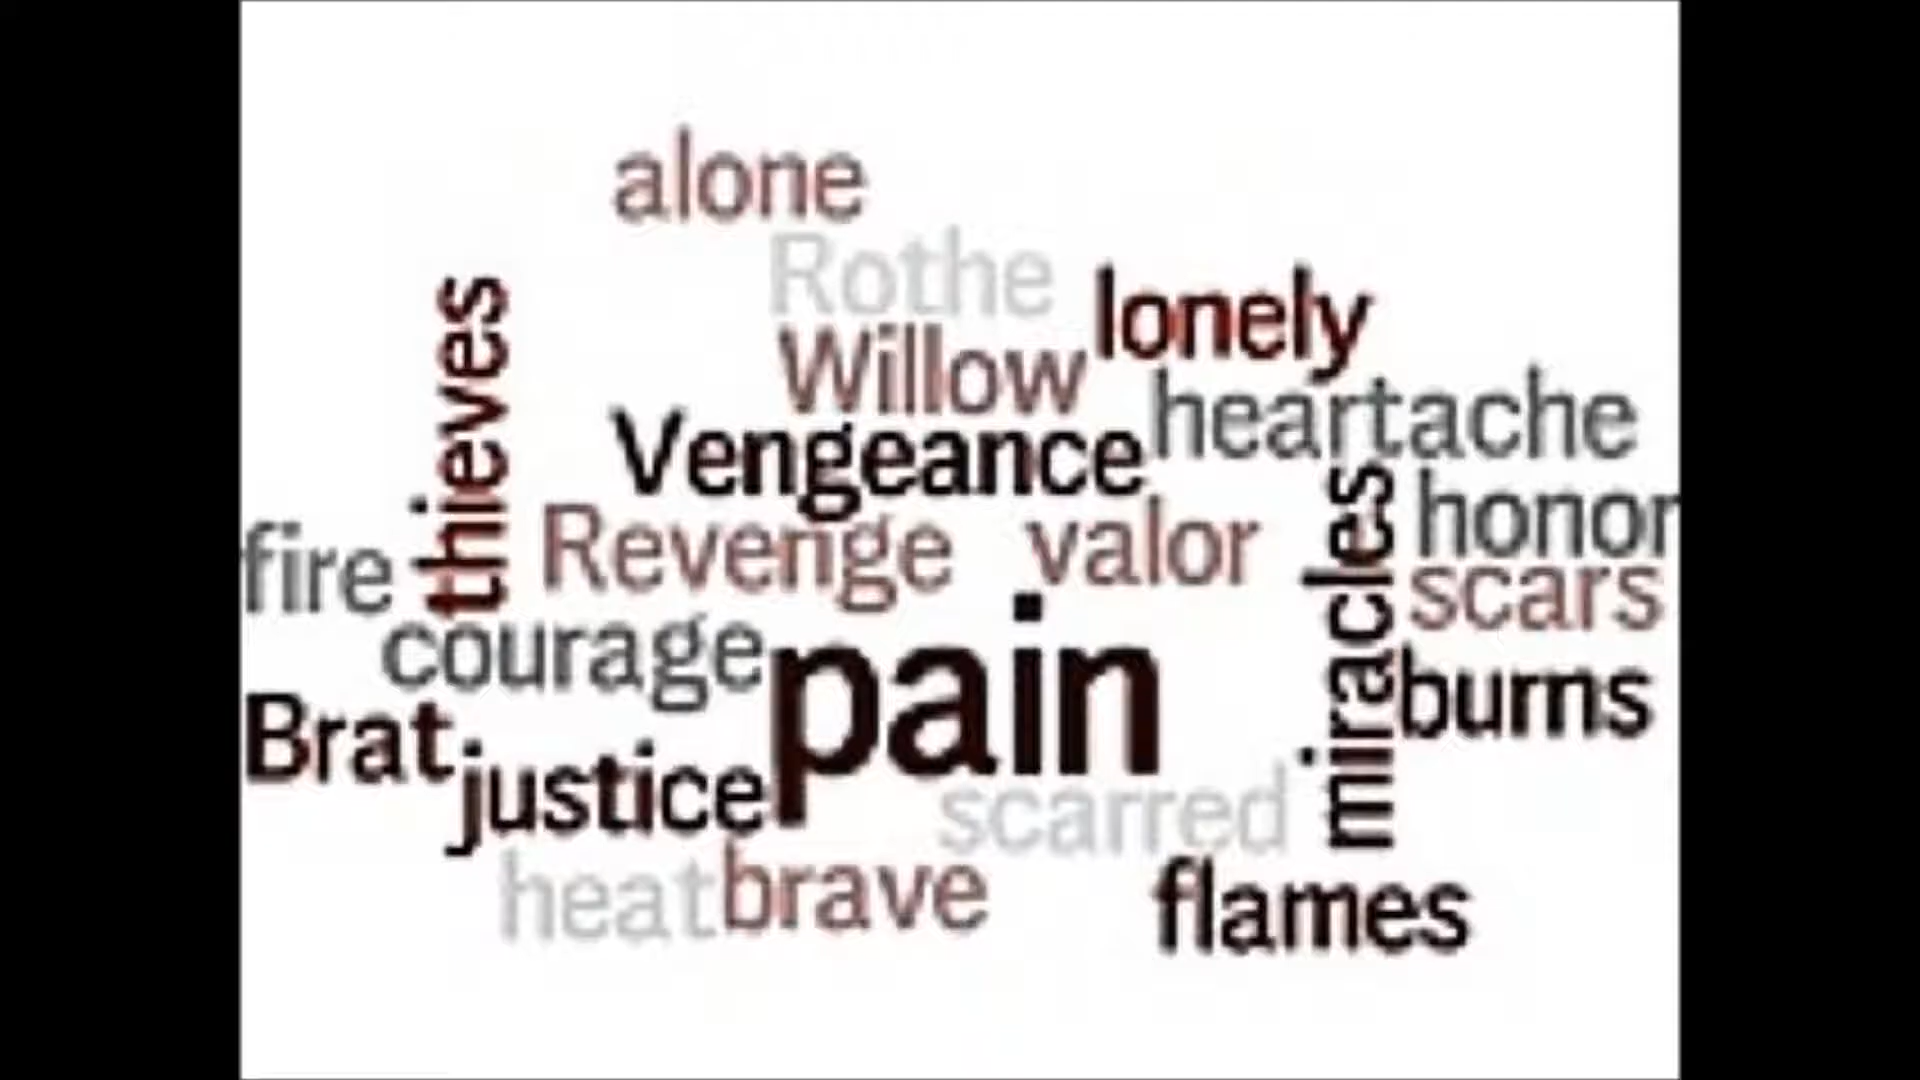 alone
Rothe
lonely
thieves
Willow
heartache
Vengeance
miracles
honor
Revenge
valor
fire
scars
courage
pain
burns
Brat
justice
scarred
heat
brave
flames